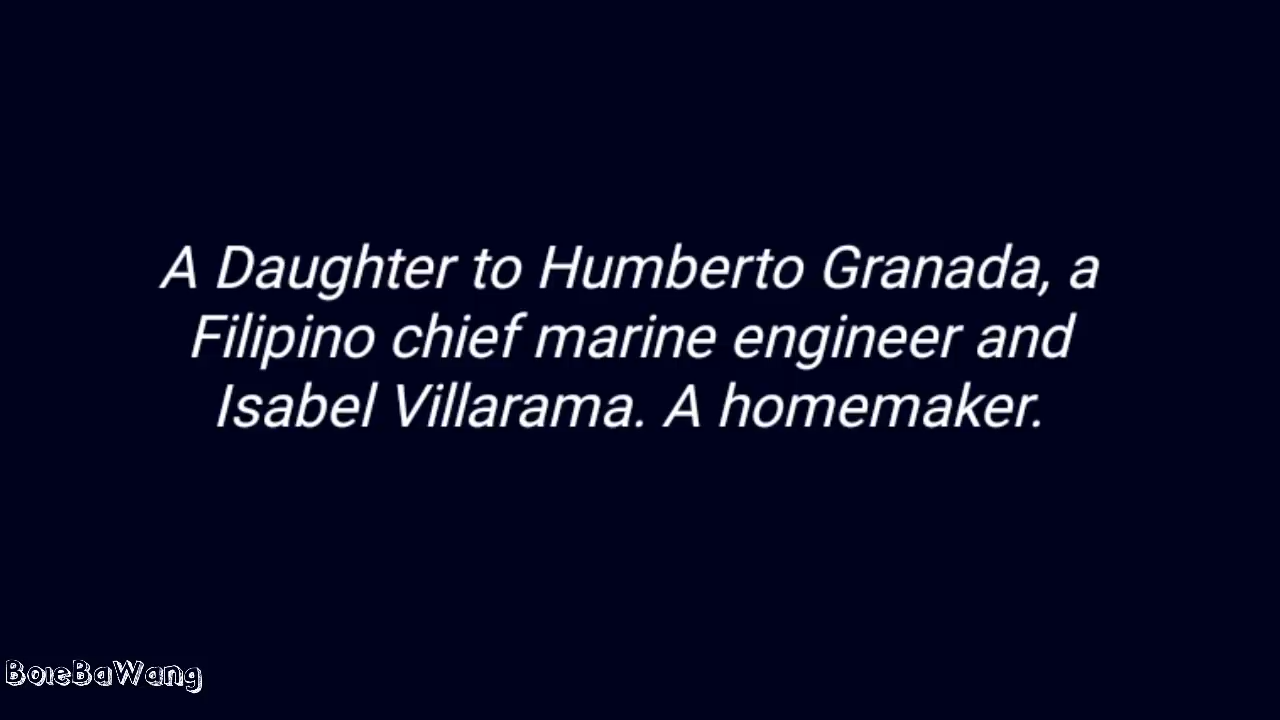 A Daughter to Humberto Granada, a
Filipino chief marine engineer and
Isabel Villarama. A homemaker.
BoieBaWang